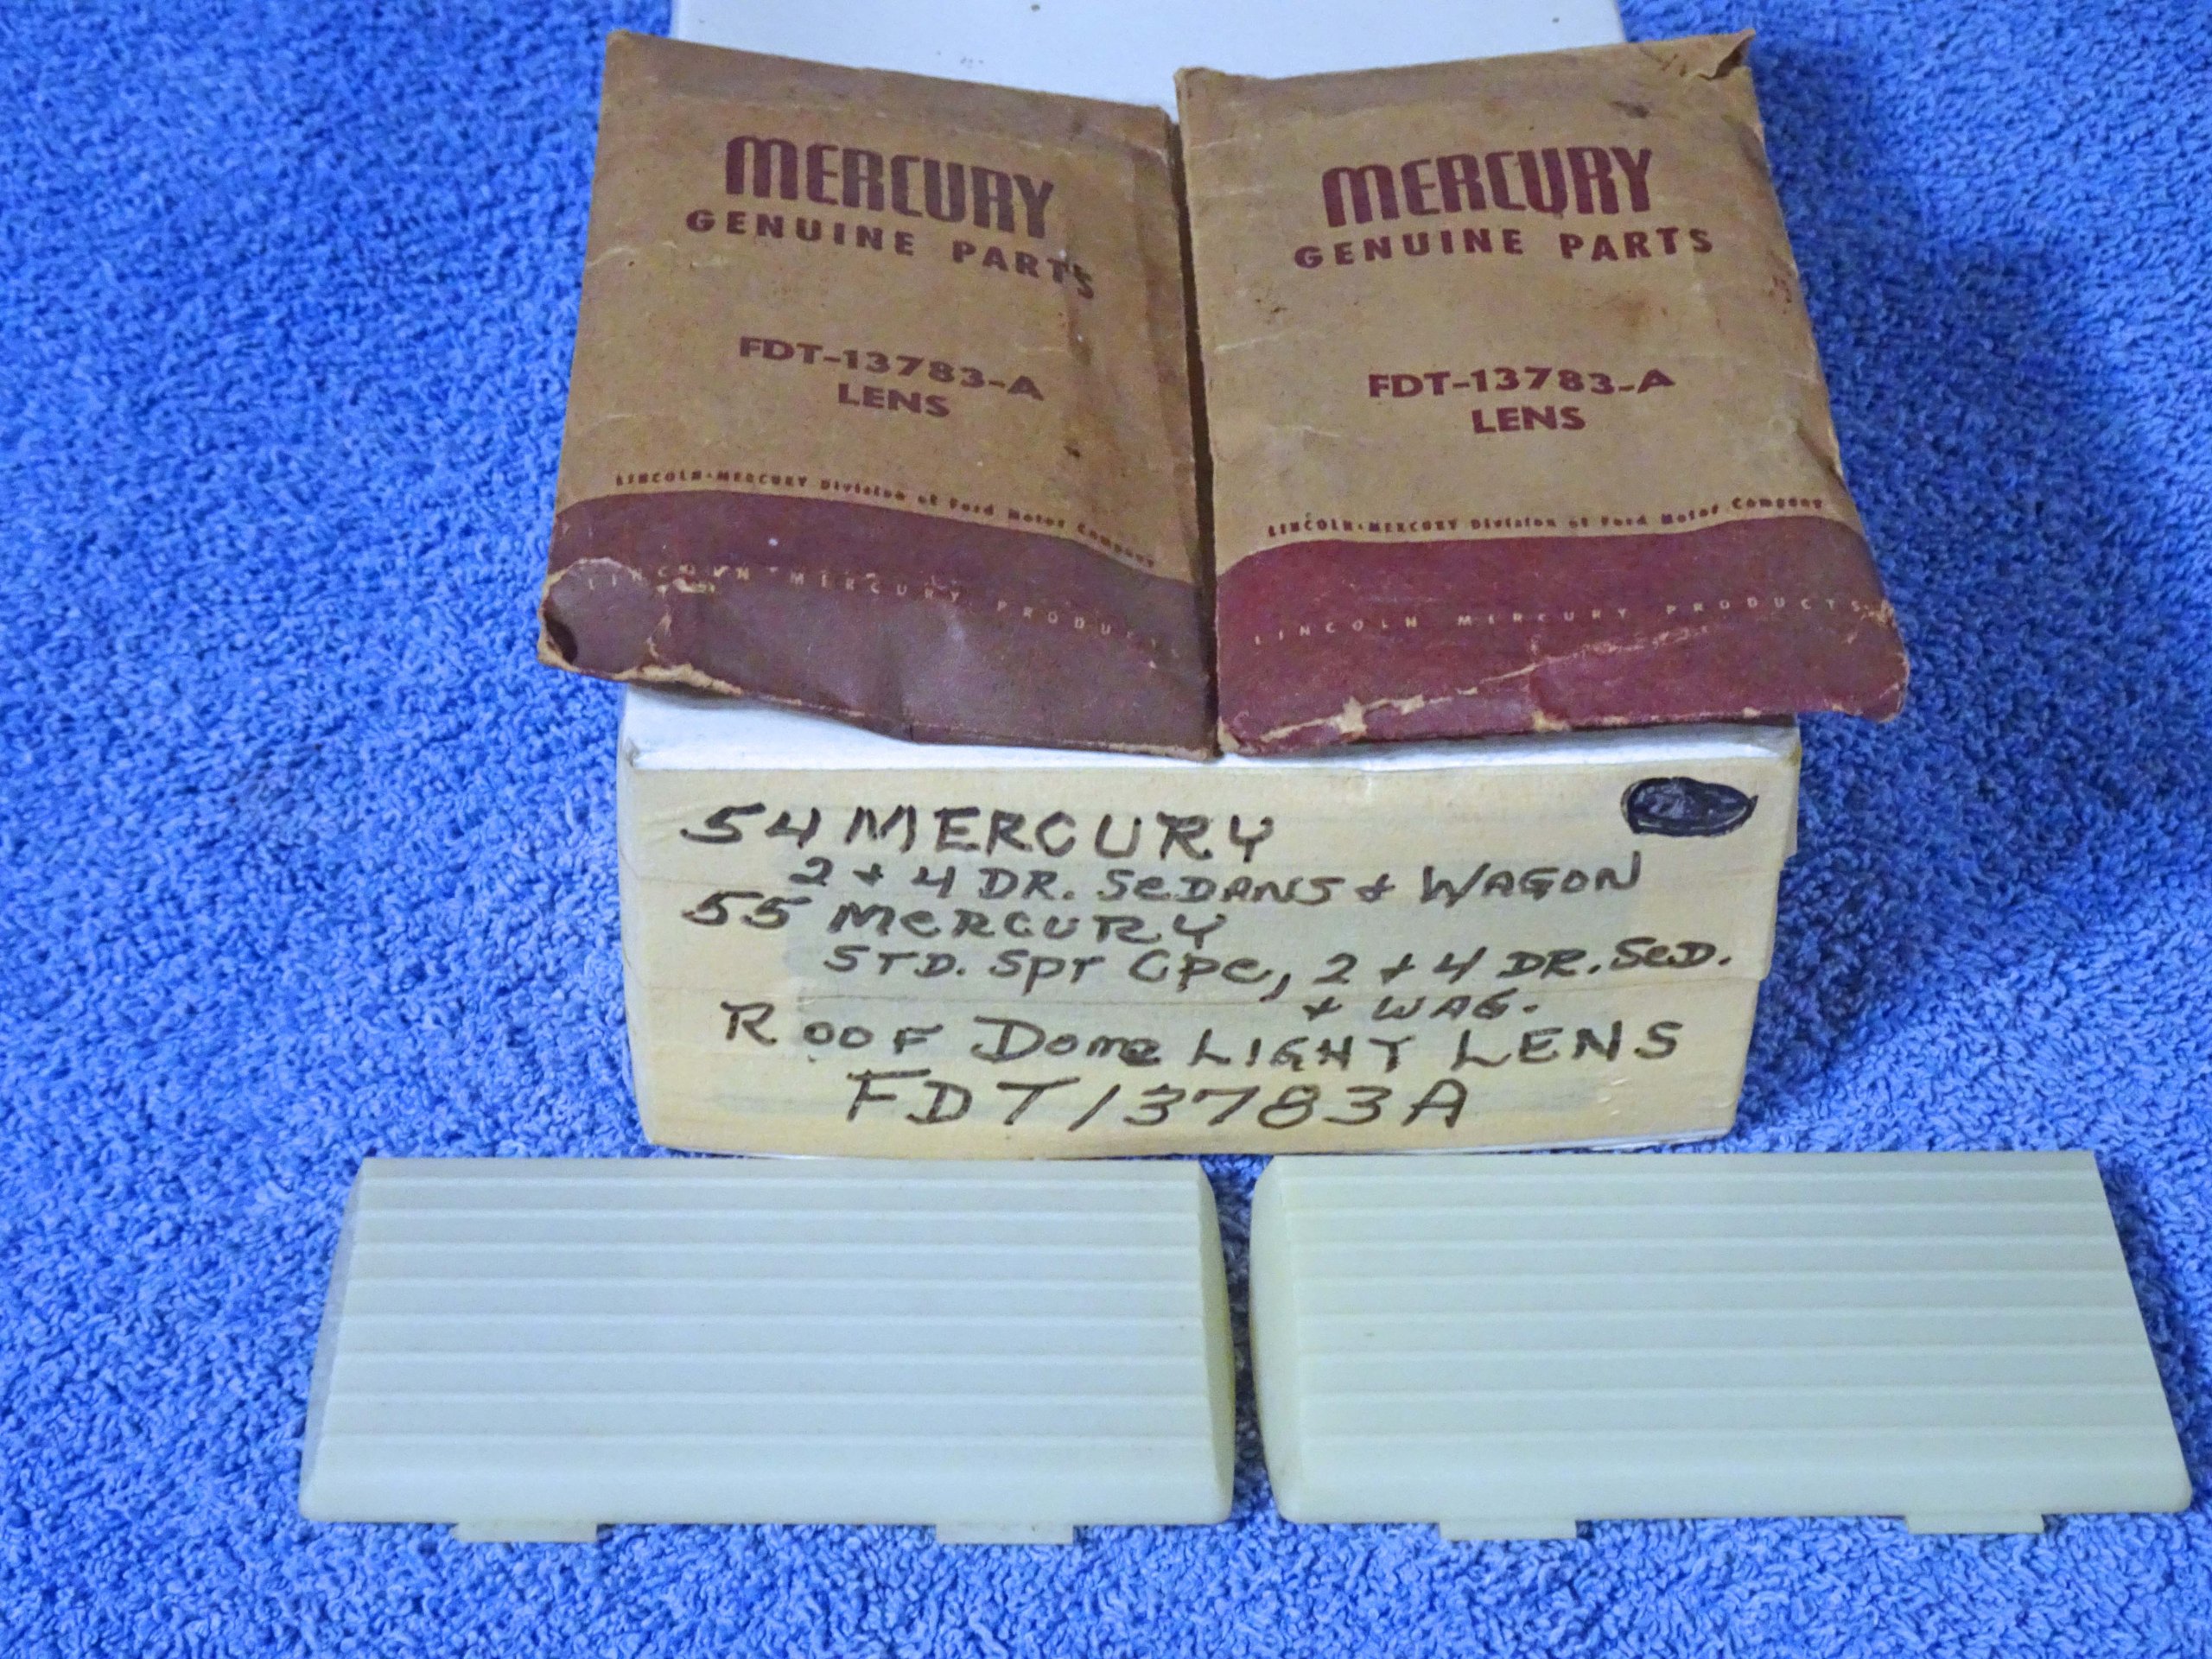 MERCURY
GENUINE PARTS
FDT-13783-A
LENS
LINCOLN-MERCURY Division of Ford Motor Company
LINCOLN MERCURY PRODUCTS
MERCURY
GENUINE PARTS
FDT-13783-A
LENS
LINCOLN-MERCURY Division of Ford Motor Company
LINCOLN MERCURY PRODUCTS
54 MERCURY
2 + 4 DR. SeDANS + WAGON
55 MeRCURY
STD. Spt Cpe, 2 + 4 DR. SeD.
+ WAG.
ROOF Dome LIGHT LENS
FDT13783A